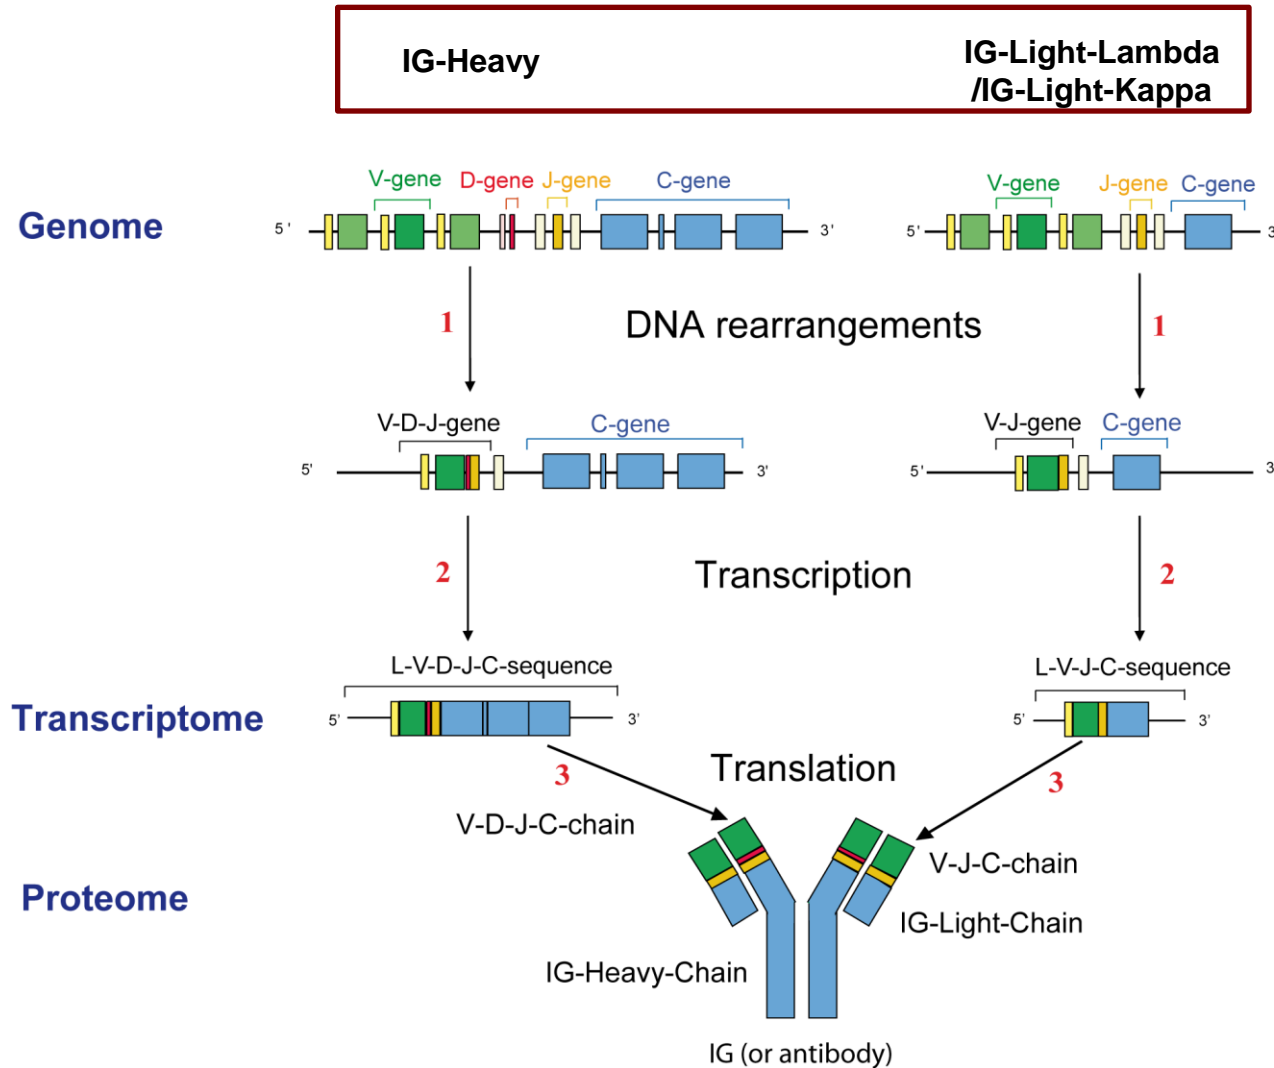 IG-Heavy
IG-Light-Lambda
/IG-Light-Kappa
V-gene D-gene J-gene C-gene
V-gene J-gene C-gene
Genome
5' 3'
5' 3
1
DNA rearrangements
1
V-D-J-gene
C-gene
V-J-gene
C-gene
5' 3'
5' 3
2
Transcription
2
L-V-D-J-C-sequence
L-V-J-C-sequence
Transcriptome
5' 3'
5' 3'
3
Translation
3
V-D-J-C-chain
V-J-C-chain
Proteome
IG-Light-Chain
IG-Heavy-Chain
IG (or antibody)